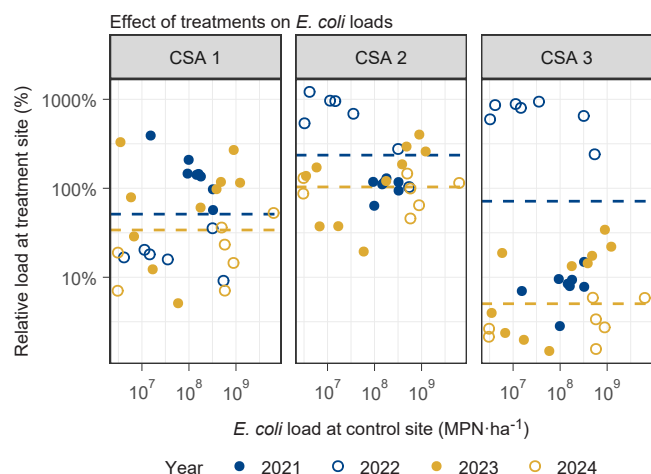 Effect of treatments on E. coli loads
CSA 1 CSA 2 CSA 3
Relative load at treatment site (%)
1000%
100%
10%
10⁷ 10⁸ 10⁹ 10⁷ 10⁸ 10⁹ 10⁷ 10⁸ 10⁹
E. coli load at control site (MPN·ha⁻¹)
Year 2021 2022 2023 2024